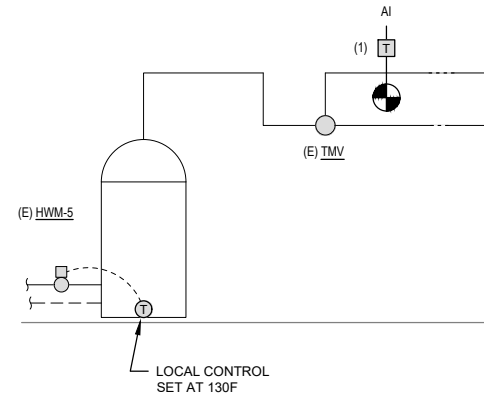 AI
(1) T
(E) TMV
(E) HWM-5
T
LOCAL CONTROL
SET AT 130F